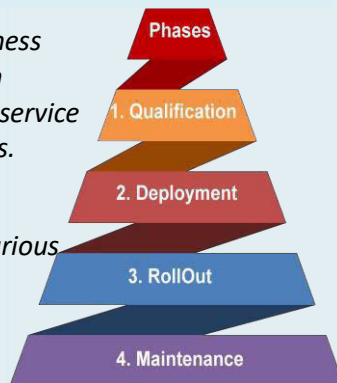 ness
service
s.
rious
Phases
1. Qualification
2. Deployment
3. RollOut
4. Maintenance